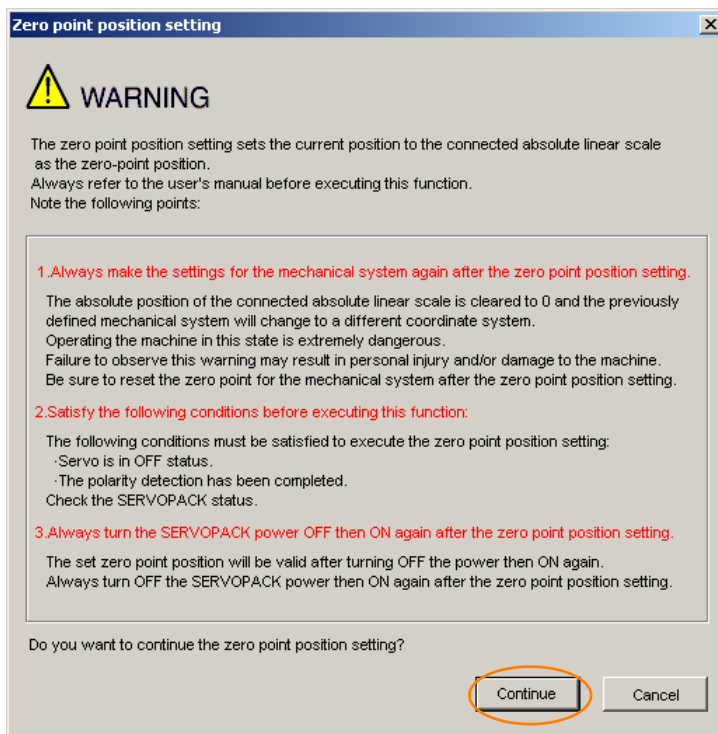 Zero point position setting
WARNING
The zero point position setting sets the current position to the connected absolute linear scale
as the zero-point position.
Always refer to the user's manual before executing this function.
Note the following points:
1.Always make the settings for the mechanical system again after the zero point position setting.
The absolute position of the connected absolute linear scale is cleared to 0 and the previously
defined mechanical system will change to a different coordinate system.
Operating the machine in this state is extremely dangerous.
Failure to observe this warning may result in personal injury and/or damage to the machine.
Be sure to reset the zero point for the mechanical system after the zero point position setting.
2.Satisfy the following conditions before executing this function:
The following conditions must be satisfied to execute the zero point position setting:
·Servo is in OFF status.
·The polarity detection has been completed.
Check the SERVOPACK status.
3.Always turn the SERVOPACK power OFF then ON again after the zero point position setting.
The set zero point position will be valid after turning OFF the power then ON again.
Always turn OFF the SERVOPACK power then ON again after the zero point position setting.
Do you want to continue the zero point position setting?
Continue
Cancel